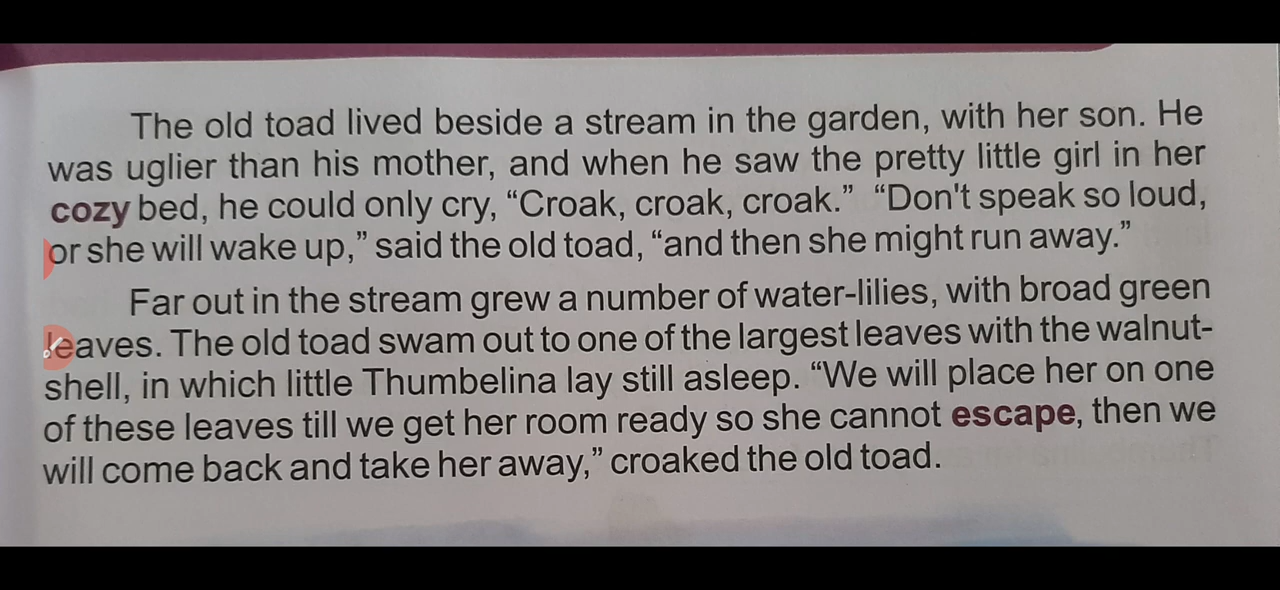 The old toad lived beside a stream in the garden, with her son. He
was uglier than his mother, and when he saw the pretty little girl in her
cozy bed, he could only cry, “Croak, croak, croak.” “Don't speak so loud,
or she will wake up,” said the old toad, “and then she might run away.”
Far out in the stream grew a number of water-lilies, with broad green
leaves. The old toad swam out to one of the largest leaves with the walnut-
shell, in which little Thumbelina lay still asleep. “We will place her on one
of these leaves till we get her room ready so she cannot escape, then we
will come back and take her away,” croaked the old toad.